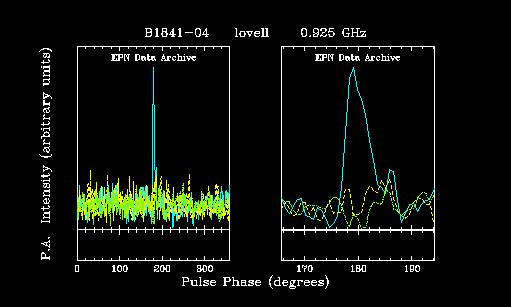 B1841-04 lovell 0.925 GHz
EPN Data Archive EPN Data Archive
P.A. Intensity (arbitrary units)
0 100 200 300 170 180 190
Pulse Phase (degrees)